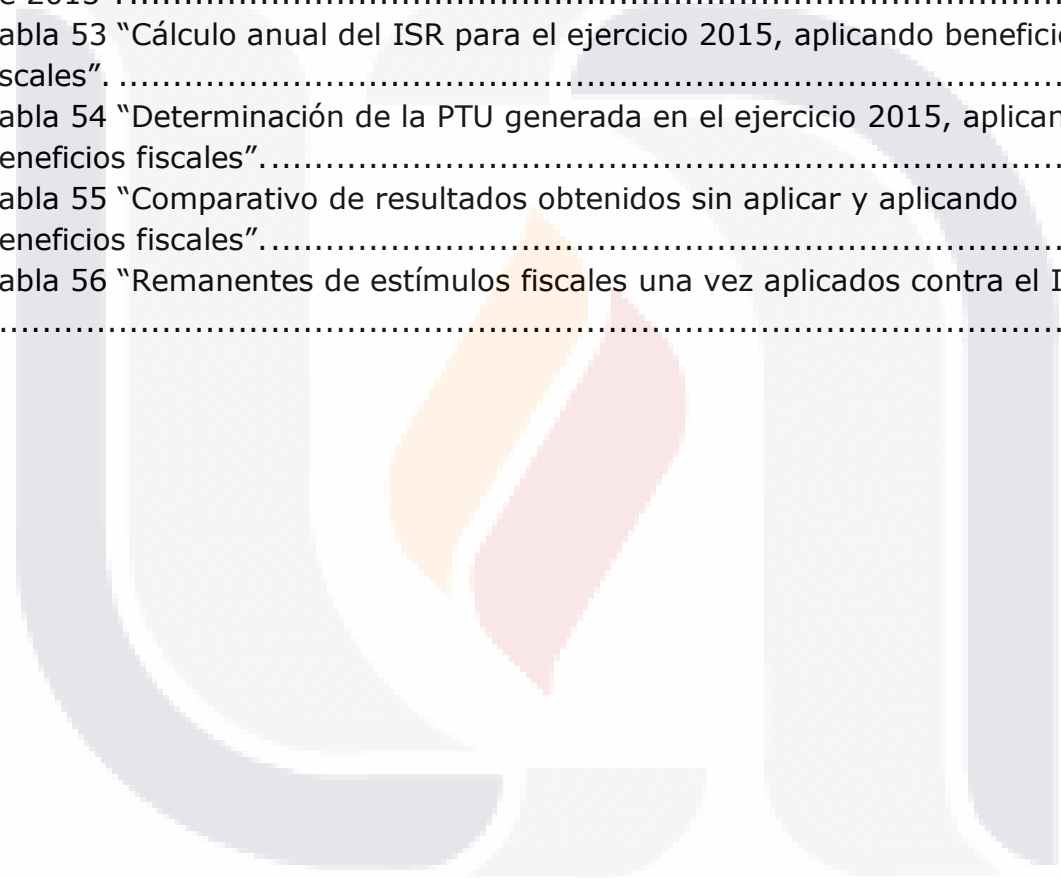 abla 53 “Cálculo anual del ISR para el ejercicio 2015, aplicando benefici
scales”. ........................................................................................
abla 54 “Determinación de la PTU generada en el ejercicio 2015, aplican
eneficios fiscales”.........................................................................
abla 55 “Comparativo de resultados obtenidos sin aplicar y aplicando
eneficios fiscales”.........................................................................
abla 56 “Remanentes de estímulos fiscales una vez aplicados contra el I
.....................................................................................................